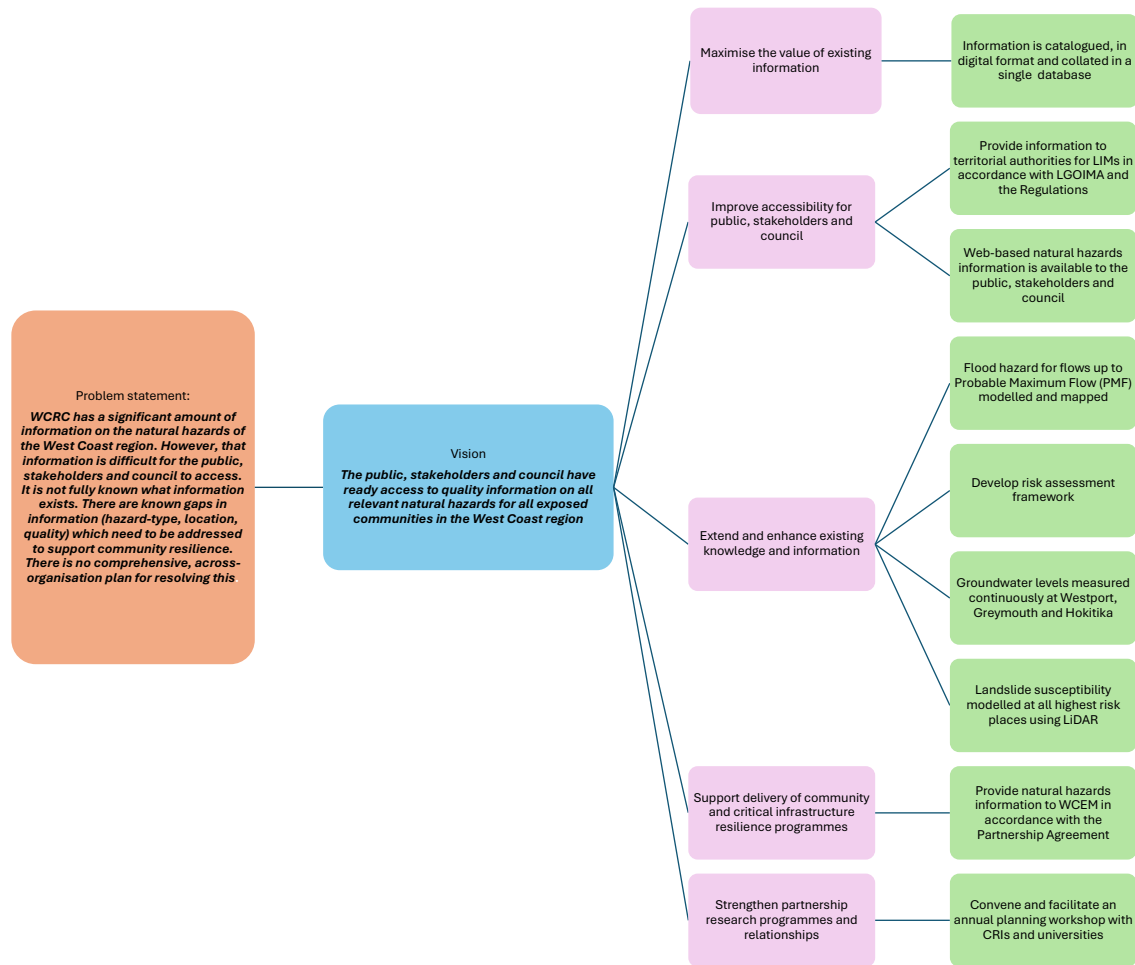 Problem statement:
WCRC has a significant amount of
information on the natural hazards of
the West Coast region. However, that
information is difficult for the public,
stakeholders and council to access.
It is not fully known what information
exists. There are known gaps in
information (hazard-type, location,
quality) which need to be addressed
to support community resilience.
There is no comprehensive, across-
organisation plan for resolving this
Vision
The public, stakeholders and council have
ready access to quality information on all
relevant natural hazards for all exposed
communities in the West Coast region
Maximise the value of existing
information
Information is catalogued, in
digital format and collated in a
single database
Improve accessibility for
public, stakeholders and
council
Provide information to
territorial authorities for LIMs in
accordance with LGOIMA and
the Regulations
Web-based natural hazards
information is available to the
public, stakeholders and
council
Extend and enhance existing
knowledge and information
Flood hazard for flows up to
Probable Maximum Flow (PMF)
modelled and mapped
Develop risk assessment
framework
Groundwater levels measured
continuously at Westport,
Greymouth and Hokitika
Landslide susceptibility
modelled at all highest risk
places using LiDAR
Support delivery of community
and critical infrastructure
resilience programmes
Provide natural hazards
information to WCEM in
accordance with the
Partnership Agreement
Strengthen partnership
research programmes and
relationships
Convene and facilitate an
annual planning workshop with
CRIs and universities